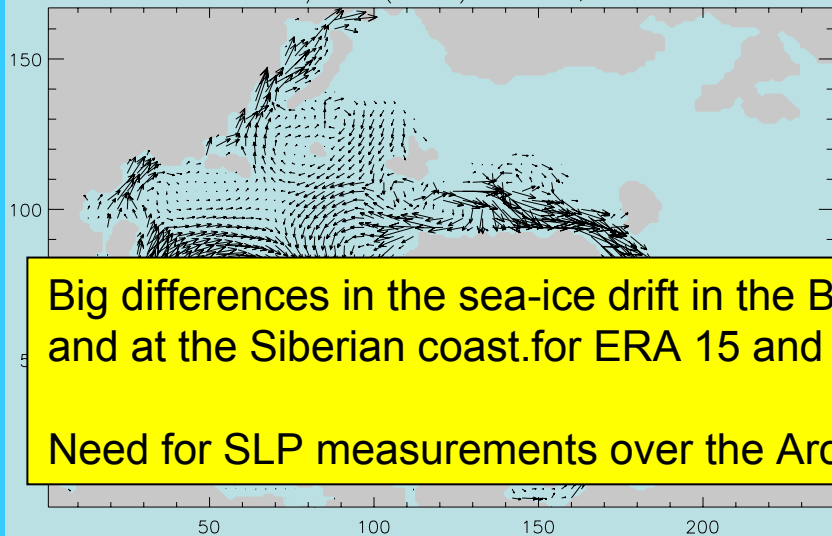 150
100
Big differences in the sea-ice drift in the B
and at the Siberian coast.for ERA 15 and
Need for SLP measurements over the Arc
50 100 150 200